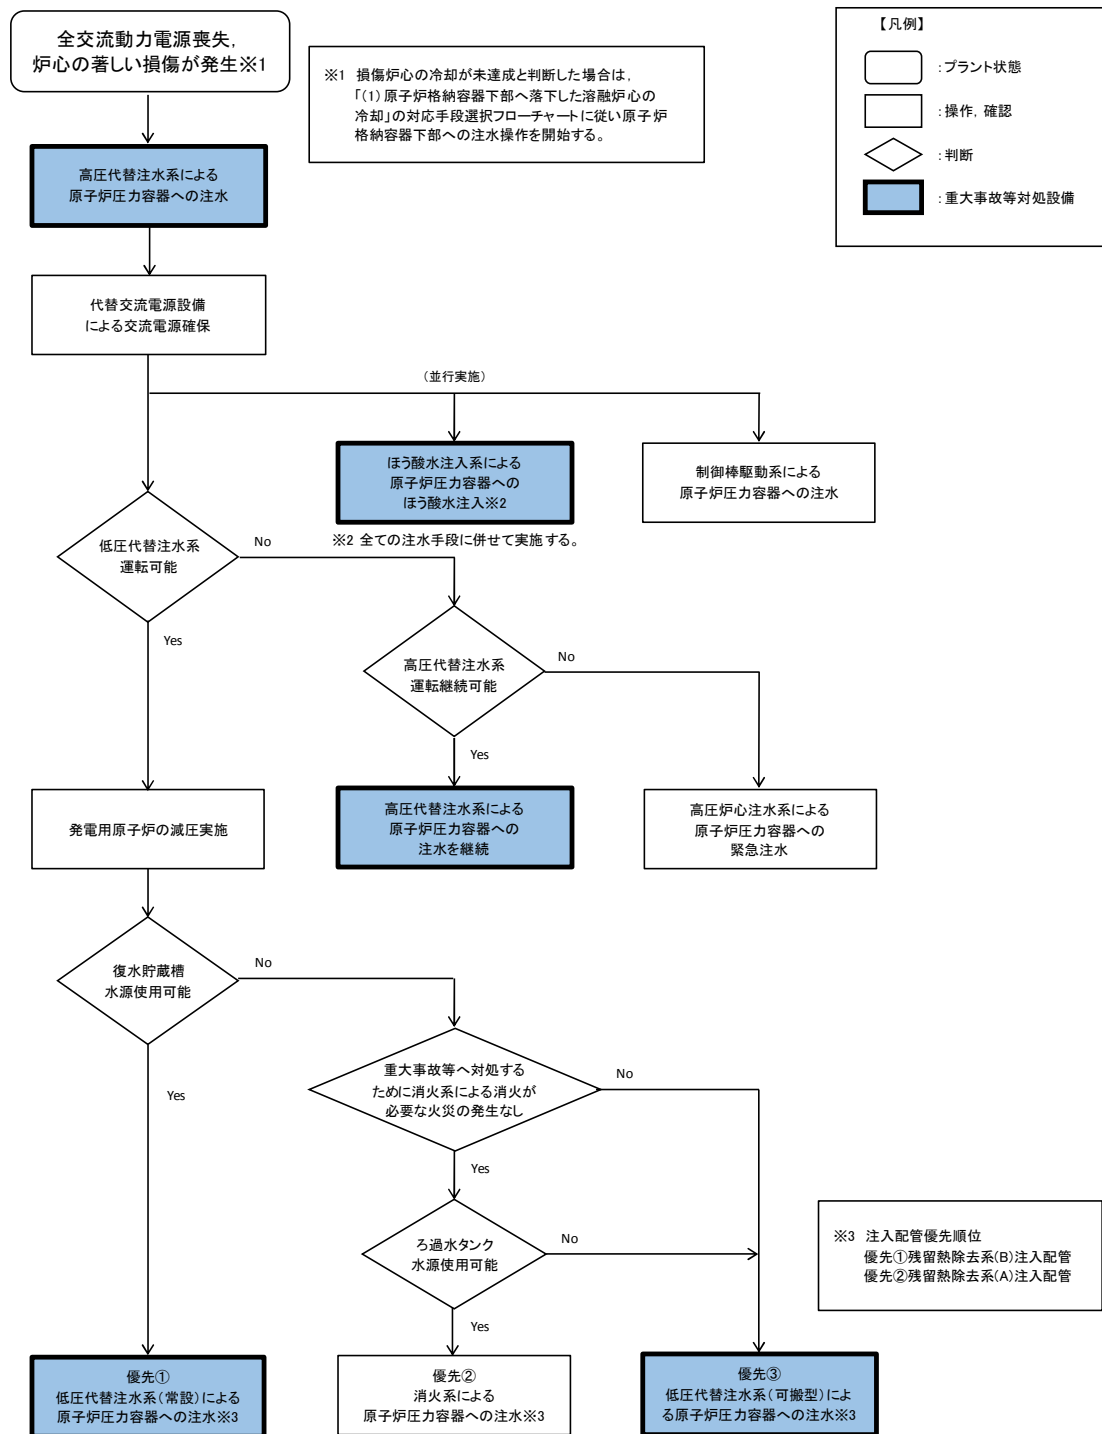 全交流動力電源喪失,
炉心の著しい損傷が発生※1
※1 損傷炉心の冷却が未達成と判断した場合は,
「(1) 原子炉格納容器下部へ落下した溶融炉心の
冷却」の対応手段選択フローチャートに従い原子炉
格納容器下部への注水操作を開始する。
【凡例】
:プラント状態
:操作, 確認
:判断
:重大事故等対処設備
高圧代替注水系による
原子炉圧力容器への注水
代替交流電源設備
による交流電源確保
(並行実施)
ほう酸水注入系による
原子炉圧力容器への
ほう酸水注入※2
制御棒駆動系による
原子炉圧力容器への注水
※2 全ての注水手段に併せて実施する。
低圧代替注水系
運転可能
No
Yes
高圧代替注水系
運転継続可能
No
Yes
発電用原子炉の減圧実施
高圧代替注水系による
原子炉圧力容器への
注水を継続
高圧炉心注水系による
原子炉圧力容器への
緊急注水
復水貯蔵槽
水源使用可能
No
Yes
重大事故等へ対処する
ために消火系による消火が
必要な火災の発生なし
No
Yes
ろ過水タンク
水源使用可能
No
Yes
※3 注入配管優先順位
優先①残留熱除去系(B)注入配管
優先②残留熱除去系(A)注入配管
優先①
低圧代替注水系(常設)による
原子炉圧力容器への注水※3
優先②
消火系による
原子炉圧力容器への注水※3
優先③
低圧代替注水系(可搬型)によ
る原子炉圧力容器への注水※3